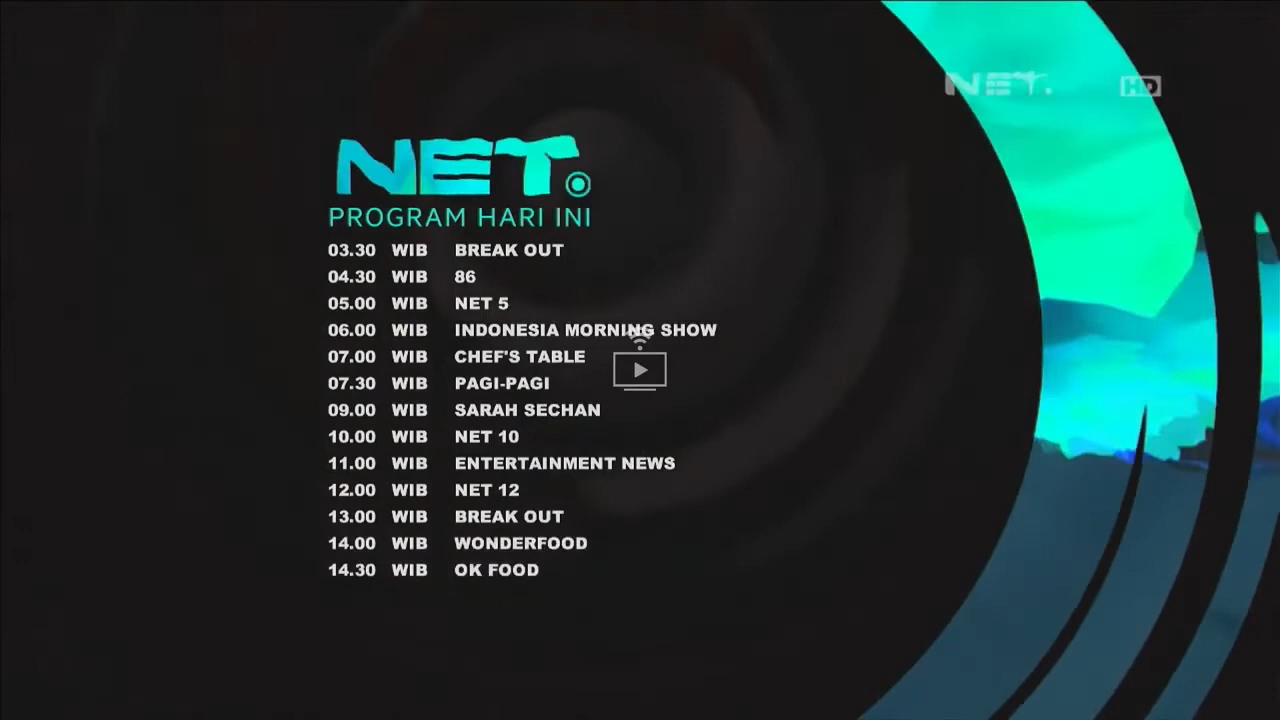 NET.
HD
NET.
PROGRAM HARI INI
03.30 WIB BREAK OUT
04.30 WIB 86
05.00 WIB NET 5
06.00 WIB INDONESIA MORNING SHOW
07.00 WIB CHEF'S TABLE
07.30 WIB PAGI-PAGI
09.00 WIB SARAH SECHAN
10.00 WIB NET 10
11.00 WIB ENTERTAINMENT NEWS
12.00 WIB NET 12
13.00 WIB BREAK OUT
14.00 WIB WONDERFOOD
14.30 WIB OK FOOD